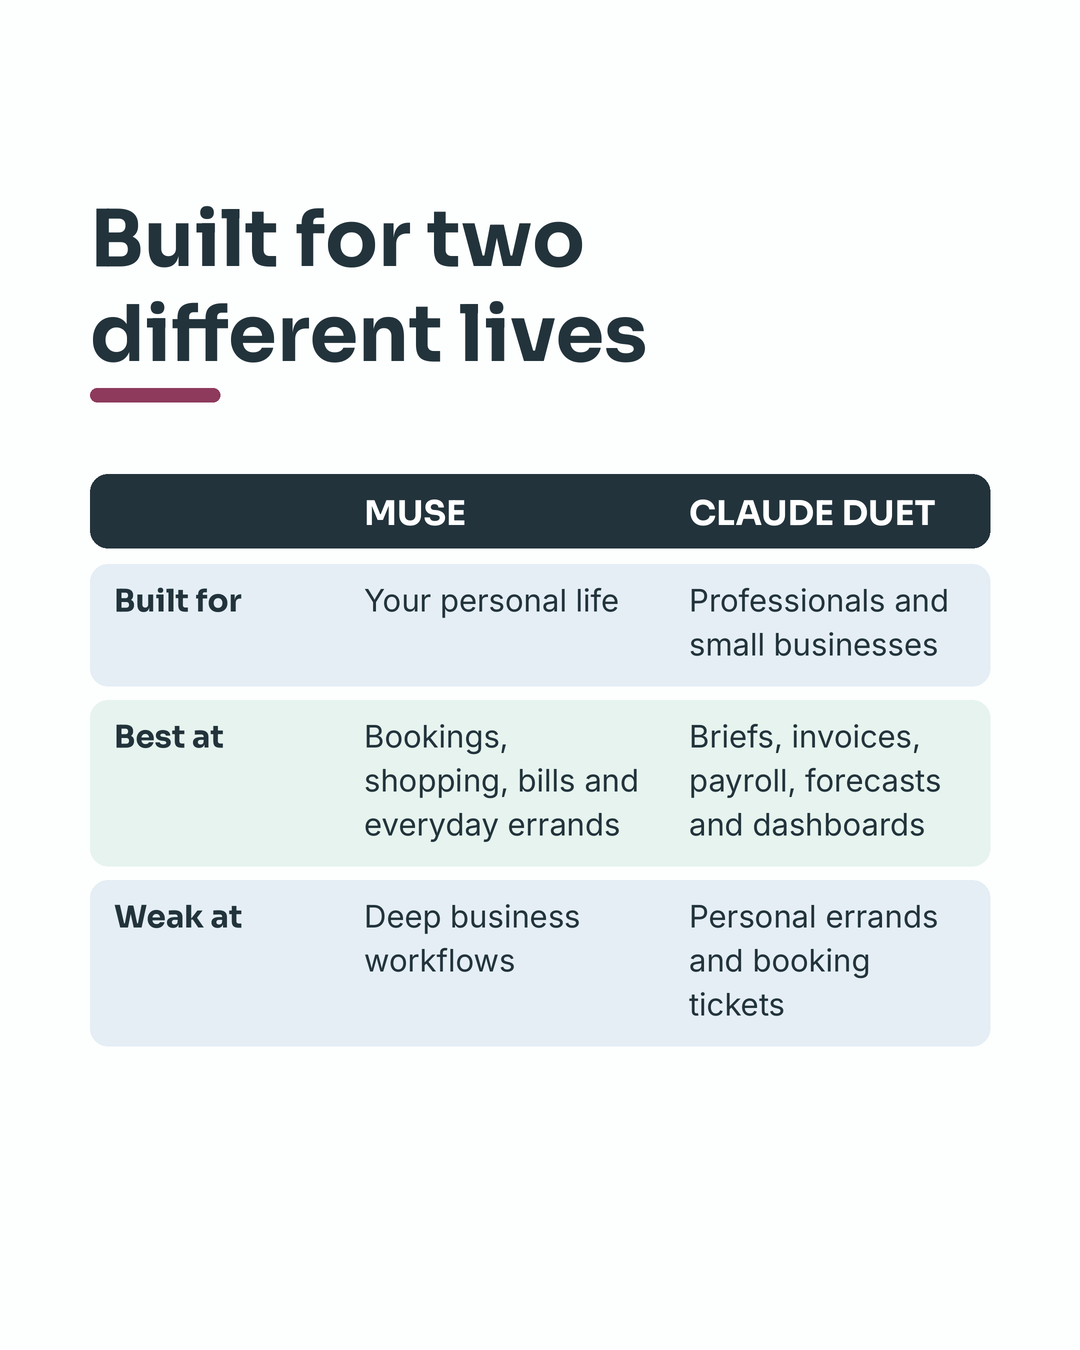 Built for two
different lives
MUSE CLAUDE DUET
Built for Your personal life Professionals and
small businesses
Best at Bookings, Briefs, invoices,
shopping, bills and payroll, forecasts
everyday errands and dashboards
Weak at Deep business Personal errands
workflows and booking
tickets